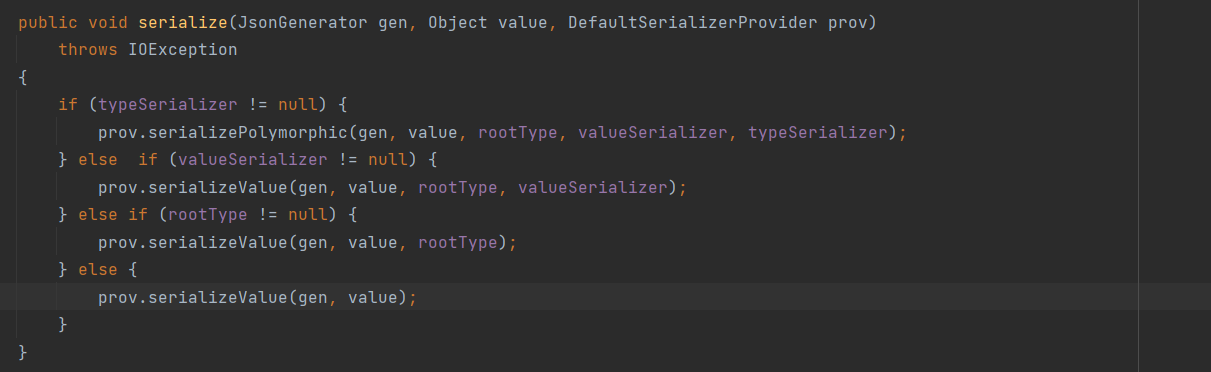 public void serialize(JsonGenerator gen, Object value, DefaultSerializerProvider prov)
    throws IOException
{
    if (typeSerializer != null) {
        prov.serializePolymorphic(gen, value, rootType, valueSerializer, typeSerializer);
    } else  if (valueSerializer != null) {
        prov.serializeValue(gen, value, rootType, valueSerializer);
    } else if (rootType != null) {
        prov.serializeValue(gen, value, rootType);
    } else {
        prov.serializeValue(gen, value);
    }
}